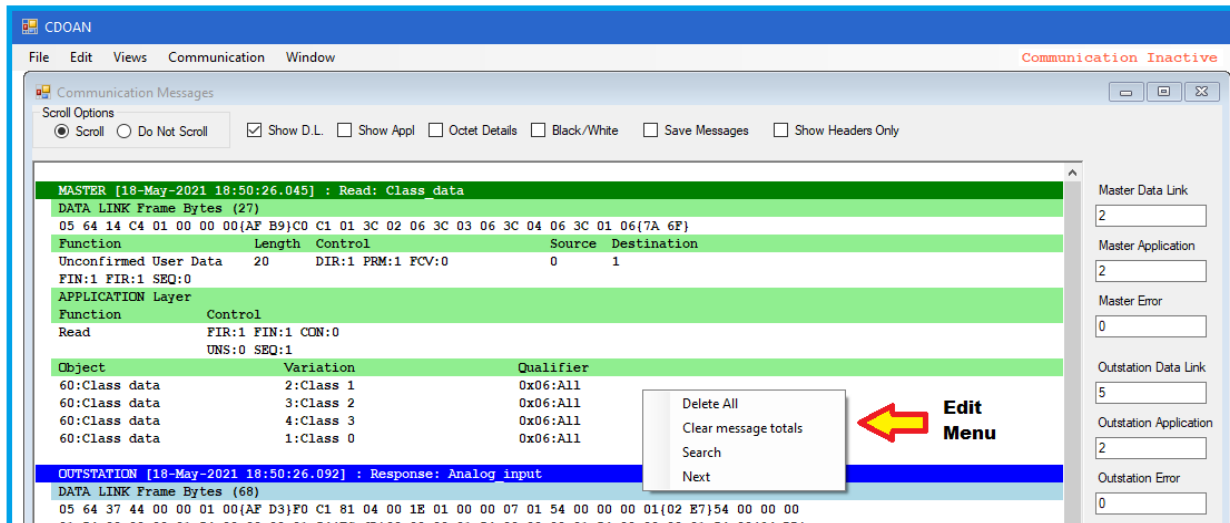 CDOAN
File Edit Views Communication Window Communication Inactive
Communication Messages
Scroll Options
Scroll Do Not Scroll Show D.L. Show Appl Octet Details Black/White Save Messages Show Headers Only
MASTER [18-May-2021 18:50:26.045] : Read: Class_data
DATA LINK Frame Bytes (27)
05 64 14 C4 01 00 00 00{AF B9}C0 C1 01 3C 02 06 3C 03 06 3C 04 06 3C 01 06{7A 6F}
Function Length Control Source Destination
Unconfirmed User Data 20 DIR:1 PRM:1 FCV:0 0 1
FIN:1 FIR:1 SEQ:0
APPLICATION Layer
Function Control
Read FIR:1 FIN:1 CON:0
UNS:0 SEQ:1
Object Variation Qualifier
60:Class data 2:Class 1 0x06:All
60:Class data 3:Class 2 0x06:All
60:Class data 4:Class 3 0x06:All
60:Class data 1:Class 0 0x06:All
OUTSTATION [18-May-2021 18:50:26.092] : Response: Analog_input
DATA LINK Frame Bytes (68)
05 64 37 44 00 00 01 00{AF D3}F0 C1 81 04 00 1E 01 00 00 07 01 54 00 00 00 01{02 E7}54 00 00 00
Delete All
Clear message totals
Search
Next
Edit
Menu
Master Data Link
2
Master Application
2
Master Error
0
Outstation Data Link
5
Outstation Application
2
Outstation Error
0